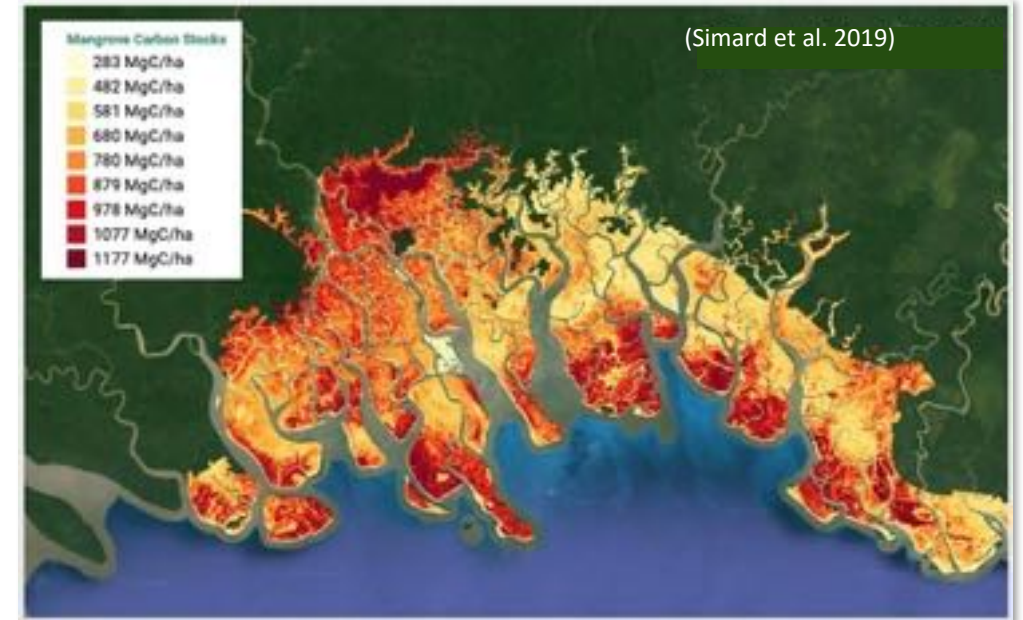 Mangrove Carbon Stocks
283 MgC/ha
482 MgC/ha
581 MgC/ha
680 MgC/ha
780 MgC/ha
879 MgC/ha
978 MgC/ha
1077 MgC/ha
1177 MgC/ha
(Simard et al. 2019)